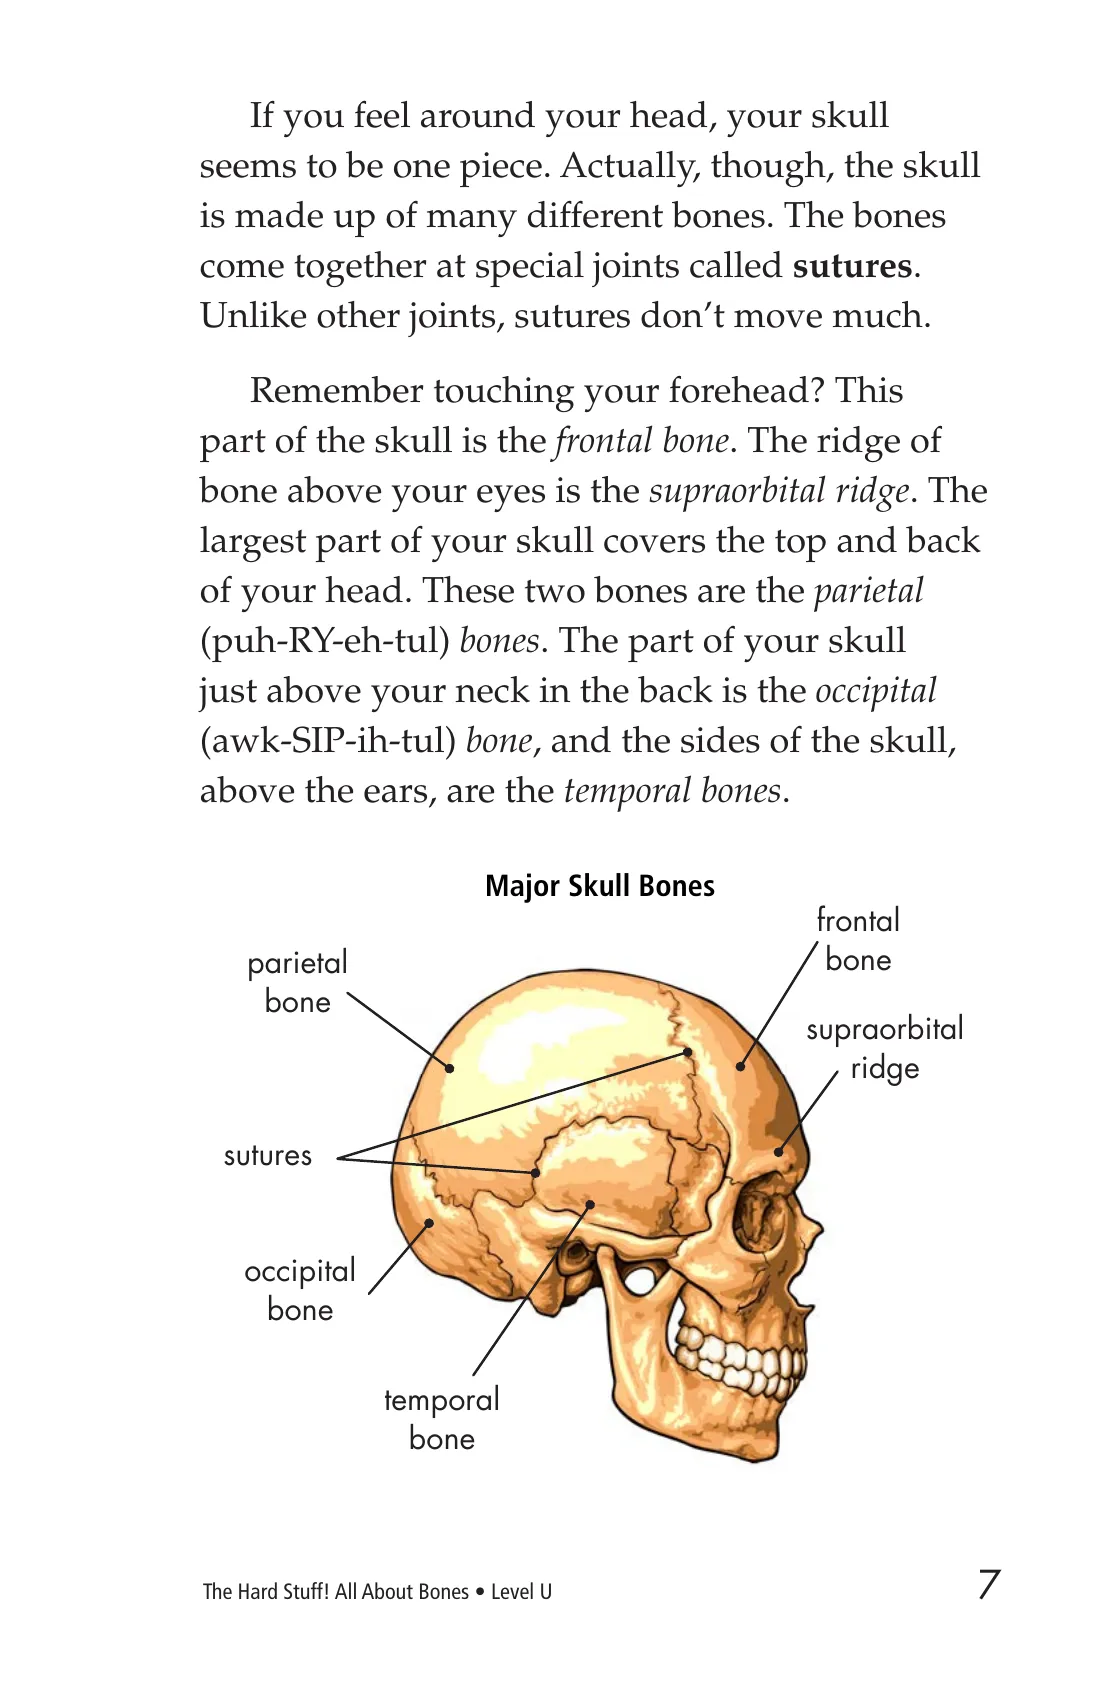 If you feel around your head, your skull
seems to be one piece. Actually, though, the skull
is made up of many different bones. The bones
come together at special joints called sutures.
Unlike other joints, sutures don’t move much.
Remember touching your forehead? This
part of the skull is the frontal bone. The ridge of
bone above your eyes is the supraorbital ridge. The
largest part of your skull covers the top and back
of your head. These two bones are the parietal
(puh-RY-eh-tul) bones. The part of your skull
just above your neck in the back is the occipital
(awk-SIP-ih-tul) bone, and the sides of the skull,
above the ears, are the temporal bones.
Major Skull Bones
frontal
bone
parietal
bone
supraorbital
ridge
sutures
occipital
bone
temporal
bone
The Hard Stuff! All About Bones • Level U
7